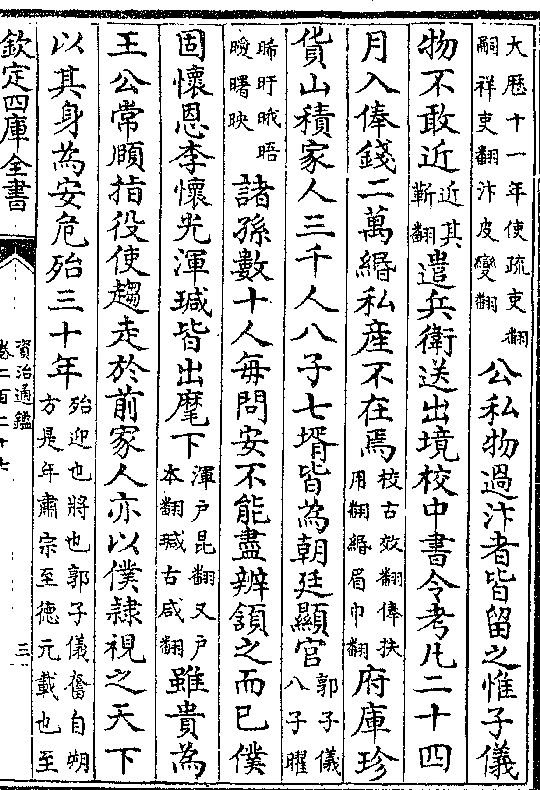 大厯十一年使疏吏翻嗣祥吏翻汴皮變翻公私物過汴者皆留之惟子儀
物不敢近近其靳翻遣兵衛送出境校中書令考凡二十四
月入俸錢二萬緡私産不在焉校古效翻俸扶用翻緡眉巾翻府庫珍
貨山積家人三千人八子七壻皆為朝廷顯官郭子儀八子曜
晞旰昢晤曖曙映諸孫數十人每問安不能盡辨頷之而已僕
固懷恩李懷光渾瑊皆出麾下渾戶昆翻又戶本翻瑊古咸翻雖貴為
王公常頤指役使趨走於前家人亦以僕隷視之天下
以其身為安危殆三十年殆迎也將也郭子儀奮自朔方是年肅宗至徳元載也至
欽定四庫全書
資治通鑑
卷二百二十七
三